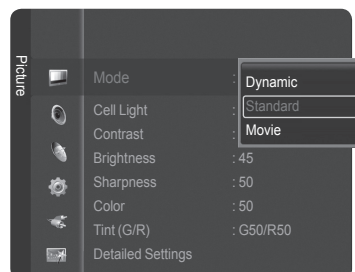 Picture
Mode :
Dynamic
Standard
Movie
Cell Light :
Contrast :
Brightness : 45
Sharpness : 50
Color : 50
Tint (G/R) : G50/R50
Detailed Settings